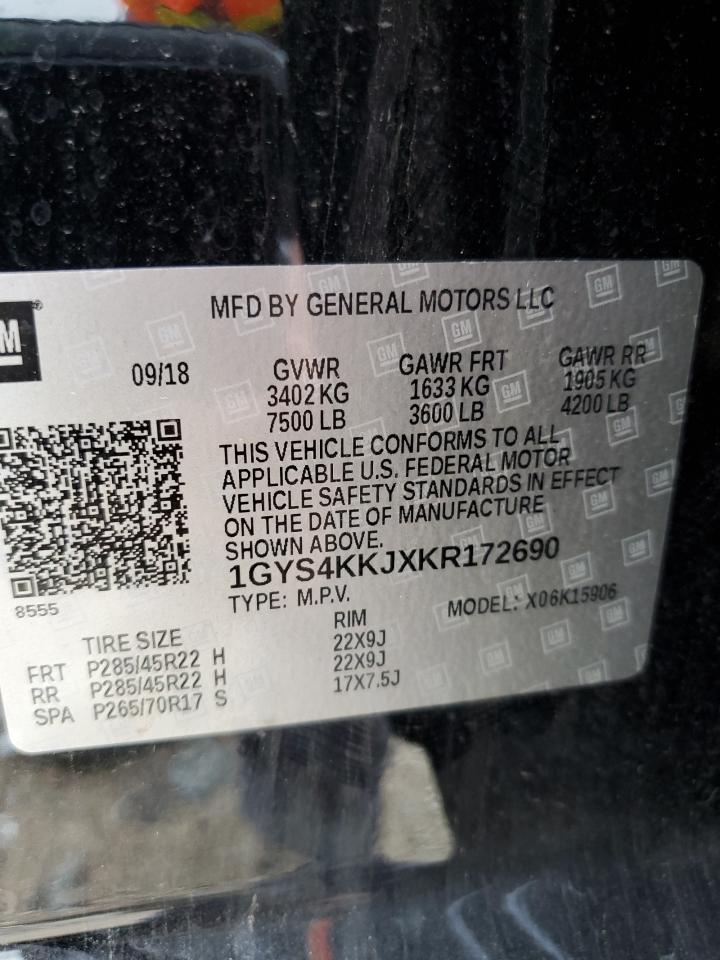 GM
MFD BY GENERAL MOTORS LLC
09/18
GVWR GAWR FRT GAWR RR
3402 KG 1633 KG 1905 KG
7500 LB 3600 LB 4200 LB
THIS VEHICLE CONFORMS TO ALL
APPLICABLE U.S. FEDERAL MOTOR
VEHICLE SAFETY STANDARDS IN EFFECT
ON THE DATE OF MANUFACTURE
SHOWN ABOVE.
1GYS4KKJXKR172690
8555
TYPE: M.P.V. MODEL: X06K15906
TIRE SIZE RIM
FRT P285/45R22 H 22X9J
RR P285/45R22 H 22X9J
SPA P265/70R17 S 17X7.5J